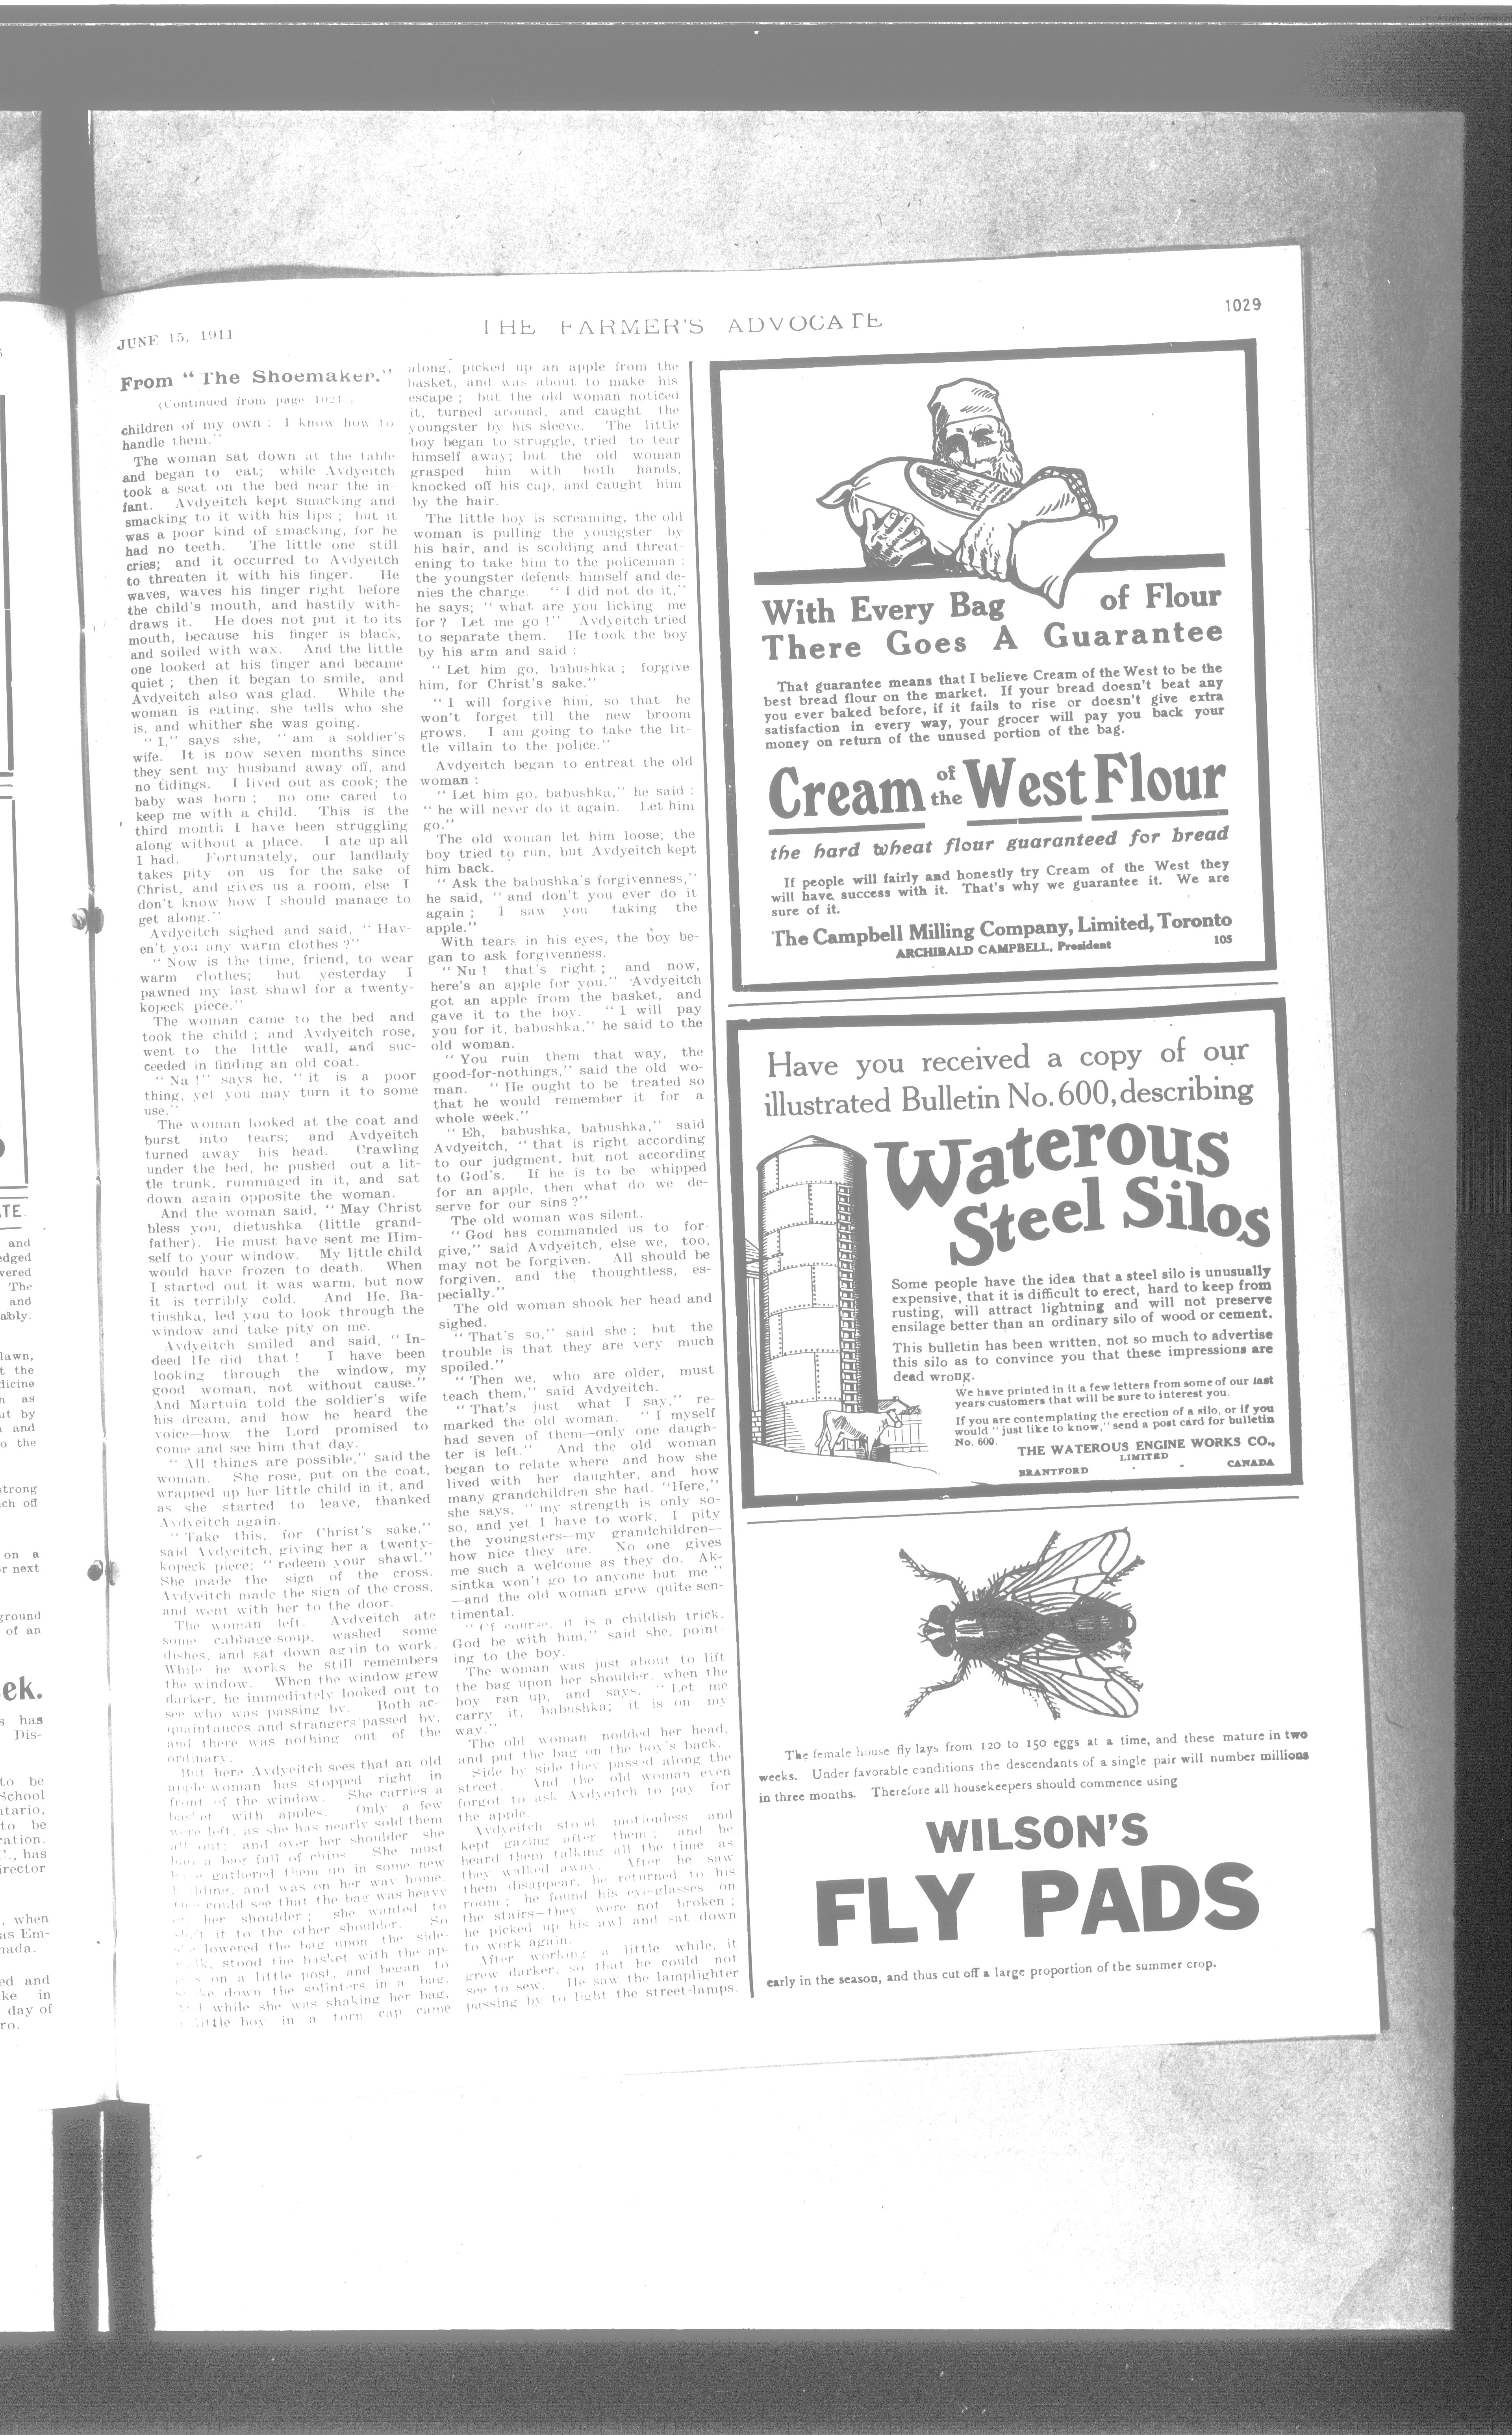 JUNE 15, 1911
THE FARMER'S ADVOCATE
1029
From “ The Shoemaker.”
(Continued from page 1021.)
children of my own : I know how to
handle them.”
The woman sat down at the table
and began to eat; while Avdyeitch
took a seat on the bed near the in-
fant. Avdyeitch kept smacking and
smacking to it with his lips ; but it
was a poor kind of smacking, for he
had no teeth. The little one still
cries; and it occurred to Avdyeitch
to threaten it with his finger. He
waves, waves his finger right before
the child's mouth, and hastily with-
draws it. He does not put it to its
mouth, because his finger is black,
and soiled with wax. And the little
one looked at his finger and became
quiet ; then it began to smile, and
Avdyeitch also was glad. While the
woman is eating, she tells who she
is, and whither she was going.
“ I,” says she, “ am a soldier's
wife. It is now seven months since
they sent my husband away off, and
no tidings. I lived out as cook; the
baby was born ; no one cared to
keep me with a child. This is the
third month I have been struggling
along without a place. I ate up all
I had. Fortunately, our landlady
takes pity on us for the sake of
Christ, and gives us a room, else I
don't know how I should manage to
get along.”
Avdyeitch sighed and said, “ Hav-
en't you any warm clothes ?”
“ Now is the time, friend, to wear
warm clothes; but yesterday I
pawned my last shawl for a twenty-
kopeck piece.”
The woman came to the bed and
took the child ; and Avdyeitch rose,
went to the little wall, and suc-
ceeded in finding an old coat.
“ Na !” says he, “ it is a poor
thing, yet you may turn it to some
use.”
The woman looked at the coat and
burst into tears; and Avdyeitch
turned away his head. Crawling
under the bed, he pushed out a lit-
tle trunk, rummaged in it, and sat
down again opposite the woman.
And the woman said, “ May Christ
bless you, dietushka (little grand-
father). He must have sent me Him-
self to your window. My little child
would have frozen to death. When
I started out it was warm, but now
it is terribly cold. And He, Ba-
tiushka, led you to look through the
window and take pity on me.
Avdyeitch smiled and said, “ In-
deed He did that ! I have been
looking through the window, my
good woman, not without cause.”
And Martuin told the soldier's wife
his dream, and how he heard the
voice—how the Lord promised to
come and see him that day.
“ All things are possible,” said the
woman. She rose, put on the coat,
wrapped up her little child in it, and
as she started to leave, thanked
Avdyeitch again.
“ Take this, for Christ's sake,”
said Avdyeitch, giving her a twenty-
kopeck piece; “ redeem your shawl.”
She made the sign of the cross.
Avdyeitch made the sign of the cross,
and went with her to the door.
The woman left. Avdyeitch ate
some cabbage-soup, washed some
dishes, and sat down again to work.
While he works he still remembers
the window. When the window grew
darker, he immediately looked out to
see who was passing by. Both ac-
quaintances and strangers passed by,
and there was nothing out of the
ordinary.
But here Avdyeitch sees that an old
apple-woman has stopped right in
front of the window. She carries a
basket with apples. Only a few
were left, as she has nearly sold them
all out; and over her shoulder she
had a bag full of chips. She must
have gathered them up in some new
building, and was on her way home.
One could see that the bag was heavy
on her shoulder ; she wanted to
shift it to the other shoulder. So
she lowered the bag upon the side-
walk, stood the basket with the ap-
ples on a little post, and began to
shake down the splinters in a bag.
And while she was shaking her bag,
a little boy in a torn cap came
along, picked up an apple from the
basket, and was about to make his
escape ; but the old woman noticed
it, turned around, and caught the
youngster by his sleeve. The little
boy began to struggle, tried to tear
himself away; but the old woman
grasped him with both hands,
knocked off his cap, and caught him
by the hair.
The little boy is screaming, the old
woman is pulling the youngster by
his hair, and is scolding and threat-
ening to take him to the policeman :
the youngster defends himself and de-
nies the charge. “ I did not do it,”
he says; “ what are you licking me
for ? Let me go !” Avdyeitch tried
to separate them. He took the boy
by his arm and said :
“ Let him go, babushka ; forgive
him, for Christ's sake.”
“ I will forgive him, so that he
won't forget till the new broom
grows. I am going to take the lit-
tle villain to the police.”
Avdyeitch began to entreat the old
woman :
“ Let him go, babushka,” he said :
“ he will never do it again. Let him
go.”
The old woman let him loose; the
boy tried to run, but Avdyeitch kept
him back.
“ Ask the babushka's forgiveness,”
he said, “ and don't you ever do it
again ; I saw you taking the
apple.”
With tears in his eyes, the boy be-
gan to ask forgiveness.
“ Nu ! that's right ; and now,
here's an apple for you.” Avdyeitch
got an apple from the basket, and
gave it to the boy. “ I will pay
you for it, babushka,” he said to the
old woman.
“ You ruin them that way, the
good-for-nothings,” said the old wo-
man. “ He ought to be treated so
that he would remember it for a
whole week.”
“ Eh, babushka, babushka,” said
Avdyeitch, “ that is right according
to our judgment, but not according
to God's. If he is to be whipped
for an apple, then what do we de-
serve for our sins ?”
The old woman was silent.
“ God has commanded us to for-
give,” said Avdyeitch, else we, too,
may not be forgiven. All should be
forgiven, and the thoughtless, es-
pecially.”
The old woman shook her head and
sighed.
“ That's so,” said she ; but the
trouble is that they are very much
spoiled.”
“ Then we, who are older, must
teach them,” said Avdyeitch.
“ That's just what I say,” re-
marked the old woman. “ I myself
had seven of them—only one daugh-
ter is left.” And the old woman
began to relate where and how she
lived with her daughter, and how
many grandchildren she had. “Here,”
she says, “ my strength is only so-
so, and yet I have to work. I pity
the youngsters—my grandchildren—
how nice they are. No one gives
me such a welcome as they do. Ak-
sintka won't go to anyone but me ”
—and the old woman grew quite sen-
timental.
“ Of course, it is a childish trick.
God be with him,” said she, point-
ing to the boy.
The woman was just about to lift
the bag upon her shoulder, when the
boy ran up, and says, “ Let me
carry it, babushka; it is on my
way.”
The old woman nodded her head,
and put the bag on the boy's back.
Side by side they passed along the
street. And the old woman even
forgot to ask Avdyeitch to pay for
the apple.
Avdyeitch stood motionless and
kept gazing after them ; and he
heard them talking all the time as
they walked away. After he saw
them disappear, he returned to his
room ; he found his eye-glasses on
the stairs—they were not broken ;
he picked up his awl and sat down
to work again.
After working a little while, it
grew darker, so that he could not
see to sew. He saw the lamplighter
passing by to light the street-lamps.
With Every Bag of Flour
There Goes A Guarantee
That guarantee means that I believe Cream of the West to be the
best bread flour on the market. If your bread doesn't beat any
you ever baked before, if it fails to rise or doesn't give extra
satisfaction in every way, your grocer will pay you back your
money on return of the unused portion of the bag.
Cream of the West Flour
the hard wheat flour guaranteed for bread
If people will fairly and honestly try Cream of the West they
will have success with it. That's why we guarantee it. We are
sure of it.
The Campbell Milling Company, Limited, Toronto
ARCHIBALD CAMPBELL, President 105
Have you received a copy of our
illustrated Bulletin No. 600, describing
Waterous
Steel Silos
Some people have the idea that a steel silo is unusually
expensive, that it is difficult to erect, hard to keep from
rusting, will attract lightning and will not preserve
ensilage better than an ordinary silo of wood or cement.
This bulletin has been written, not so much to advertise
this silo as to convince you that these impressions are
dead wrong.
We have printed in it a few letters from some of our last
years customers that will be sure to interest you.
If you are contemplating the erection of a silo, or if you
would “just like to know,” send a post card for bulletin
No. 600.
THE WATEROUS ENGINE WORKS CO.,
LIMITED
BRANTFORD - - CANADA
The female house fly lays from 120 to 150 eggs at a time, and these mature in two
weeks. Under favorable conditions the descendants of a single pair will number millions
in three months. Therefore all housekeepers should commence using
WILSON'S
FLY PADS
early in the season, and thus cut off a large proportion of the summer crop.